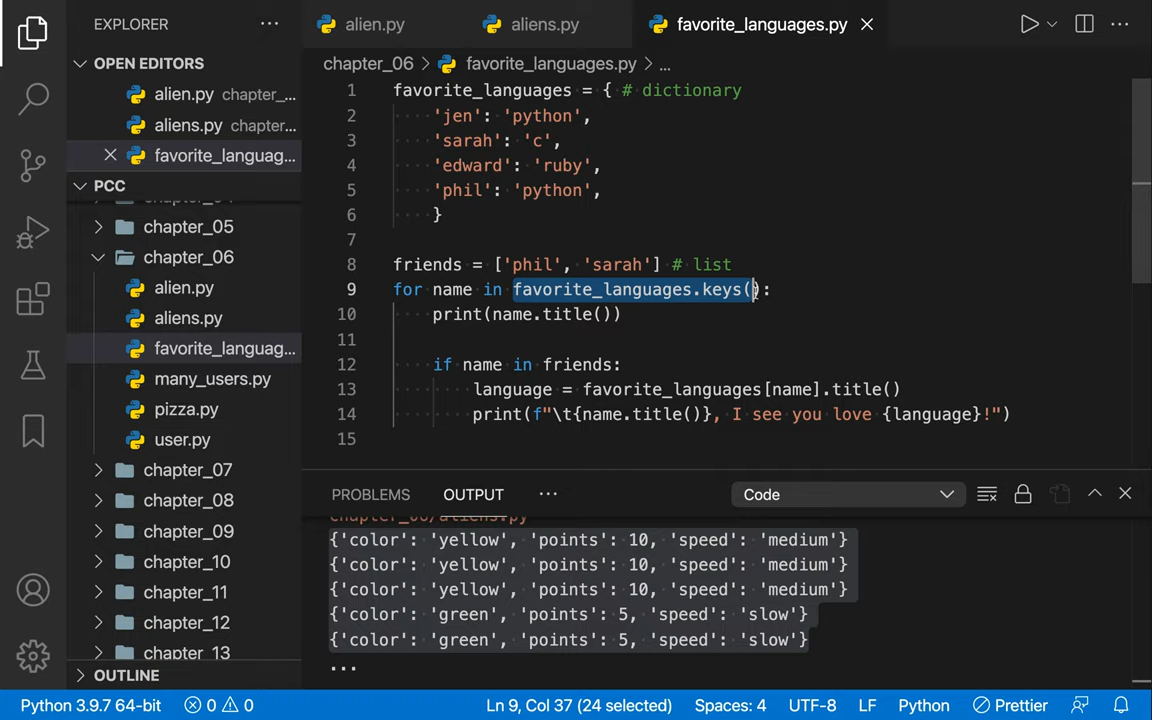 EXPLORER
OPEN EDITORS
alien.py chapter_...
aliens.py chapter...
favorite_languag...
PCC
chapter_05
chapter_06
alien.py
aliens.py
favorite_languag...
many_users.py
pizza.py
user.py
chapter_07
chapter_08
chapter_09
chapter_10
chapter_11
chapter_12
chapter_13
OUTLINE
alien.py aliens.py favorite_languages.py
chapter_06 > favorite_languages.py > ...
1 favorite_languages = { # dictionary
2 'jen': 'python',
3 'sarah': 'c',
4 'edward': 'ruby',
5 'phil': 'python',
6 }
7
8 friends = ['phil', 'sarah'] # list
9 for name in favorite_languages.keys():
10 print(name.title())
11
12 if name in friends:
13 language = favorite_languages[name].title()
14 print(f"\t{name.title()}, I see you love {language}!")
15
PROBLEMS OUTPUT ... Code
chapter_06/aliens.py
{'color': 'yellow', 'points': 10, 'speed': 'medium'}
{'color': 'yellow', 'points': 10, 'speed': 'medium'}
{'color': 'yellow', 'points': 10, 'speed': 'medium'}
{'color': 'green', 'points': 5, 'speed': 'slow'}
{'color': 'green', 'points': 5, 'speed': 'slow'}
...
Python 3.9.7 64-bit 0 0 Ln 9, Col 37 (24 selected) Spaces: 4 UTF-8 LF Python Prettier